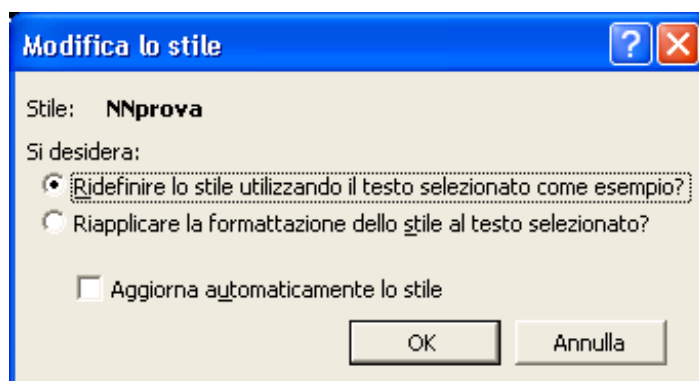 Modifica lo stile
Stile: NNprova
Si desidera:
Ridefinire lo stile utilizzando il testo selezionato come esempio?
Riapplicare la formattazione dello stile al testo selezionato?
Aggiorna automaticamente lo stile
OK Annulla